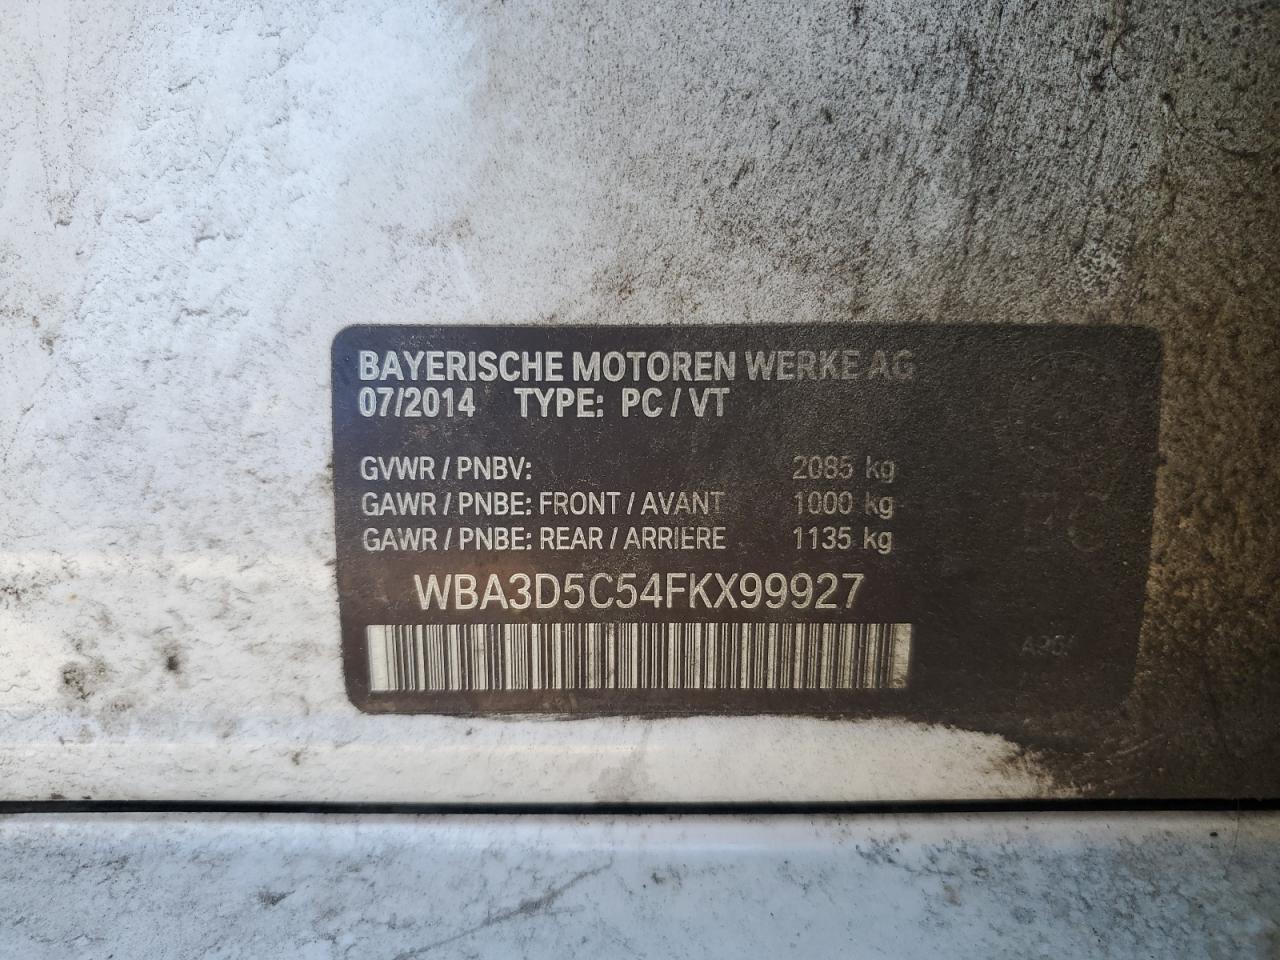 BAYERISCHE MOTOREN WERKE AG
07/2014 TYPE: PC / VT
GVWR / PNBV: 2085 kg
GAWR / PNBE: FRONT / AVANT 1000 kg
GAWR / PNBE: REAR / ARRIERE 1135 kg
WBA3D5C54FKX99927